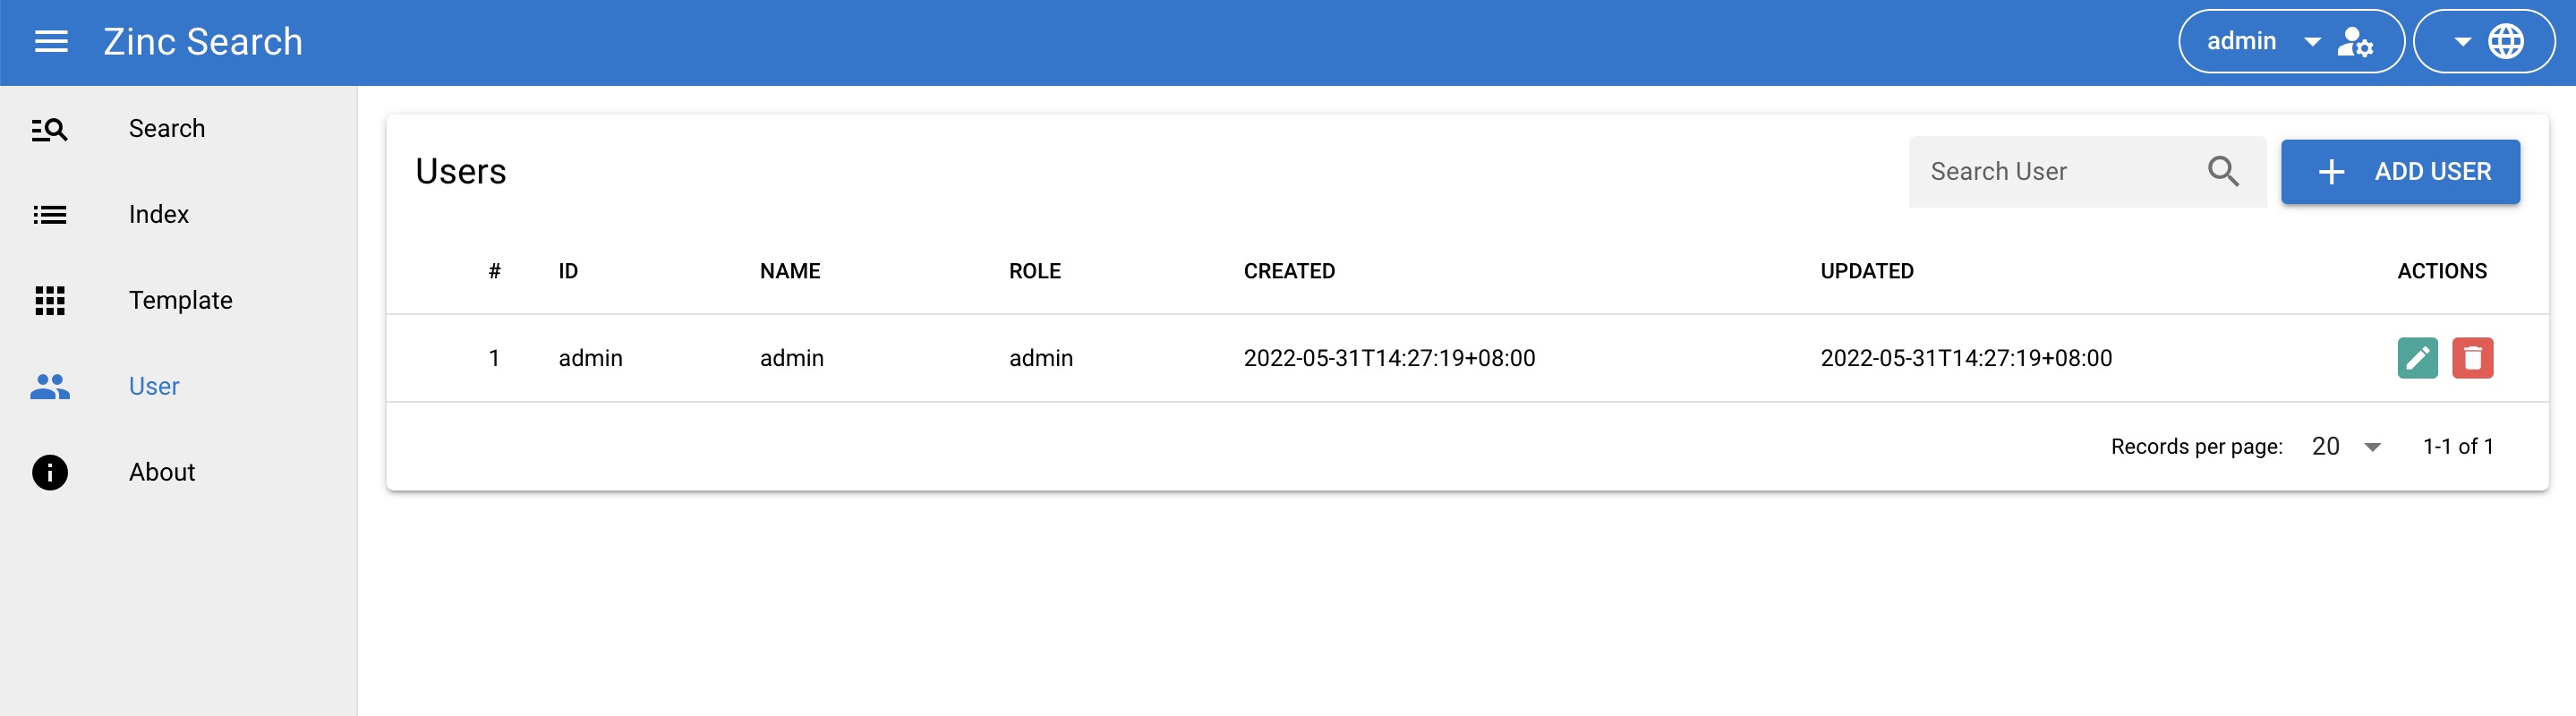 Zinc Search
admin
Search
Index
Template
User
About
Users
Search User
ADD USER
# ID NAME ROLE CREATED UPDATED ACTIONS
1 admin admin admin 2022-05-31T14:27:19+08:00 2022-05-31T14:27:19+08:00
Records per page: 20 1-1 of 1